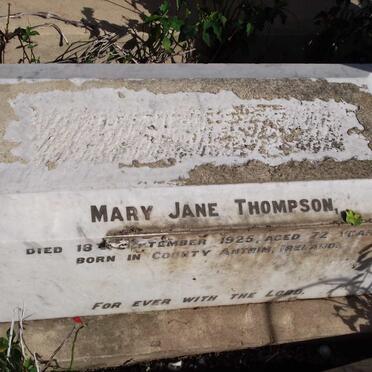 MARY JANE THOMPSON,
DIED 18 SEPTEMBER 1925, AGED 72 YEARS
BORN IN COUNTY ANTRIM, IRELAND.
FOR EVER WITH THE LORD.